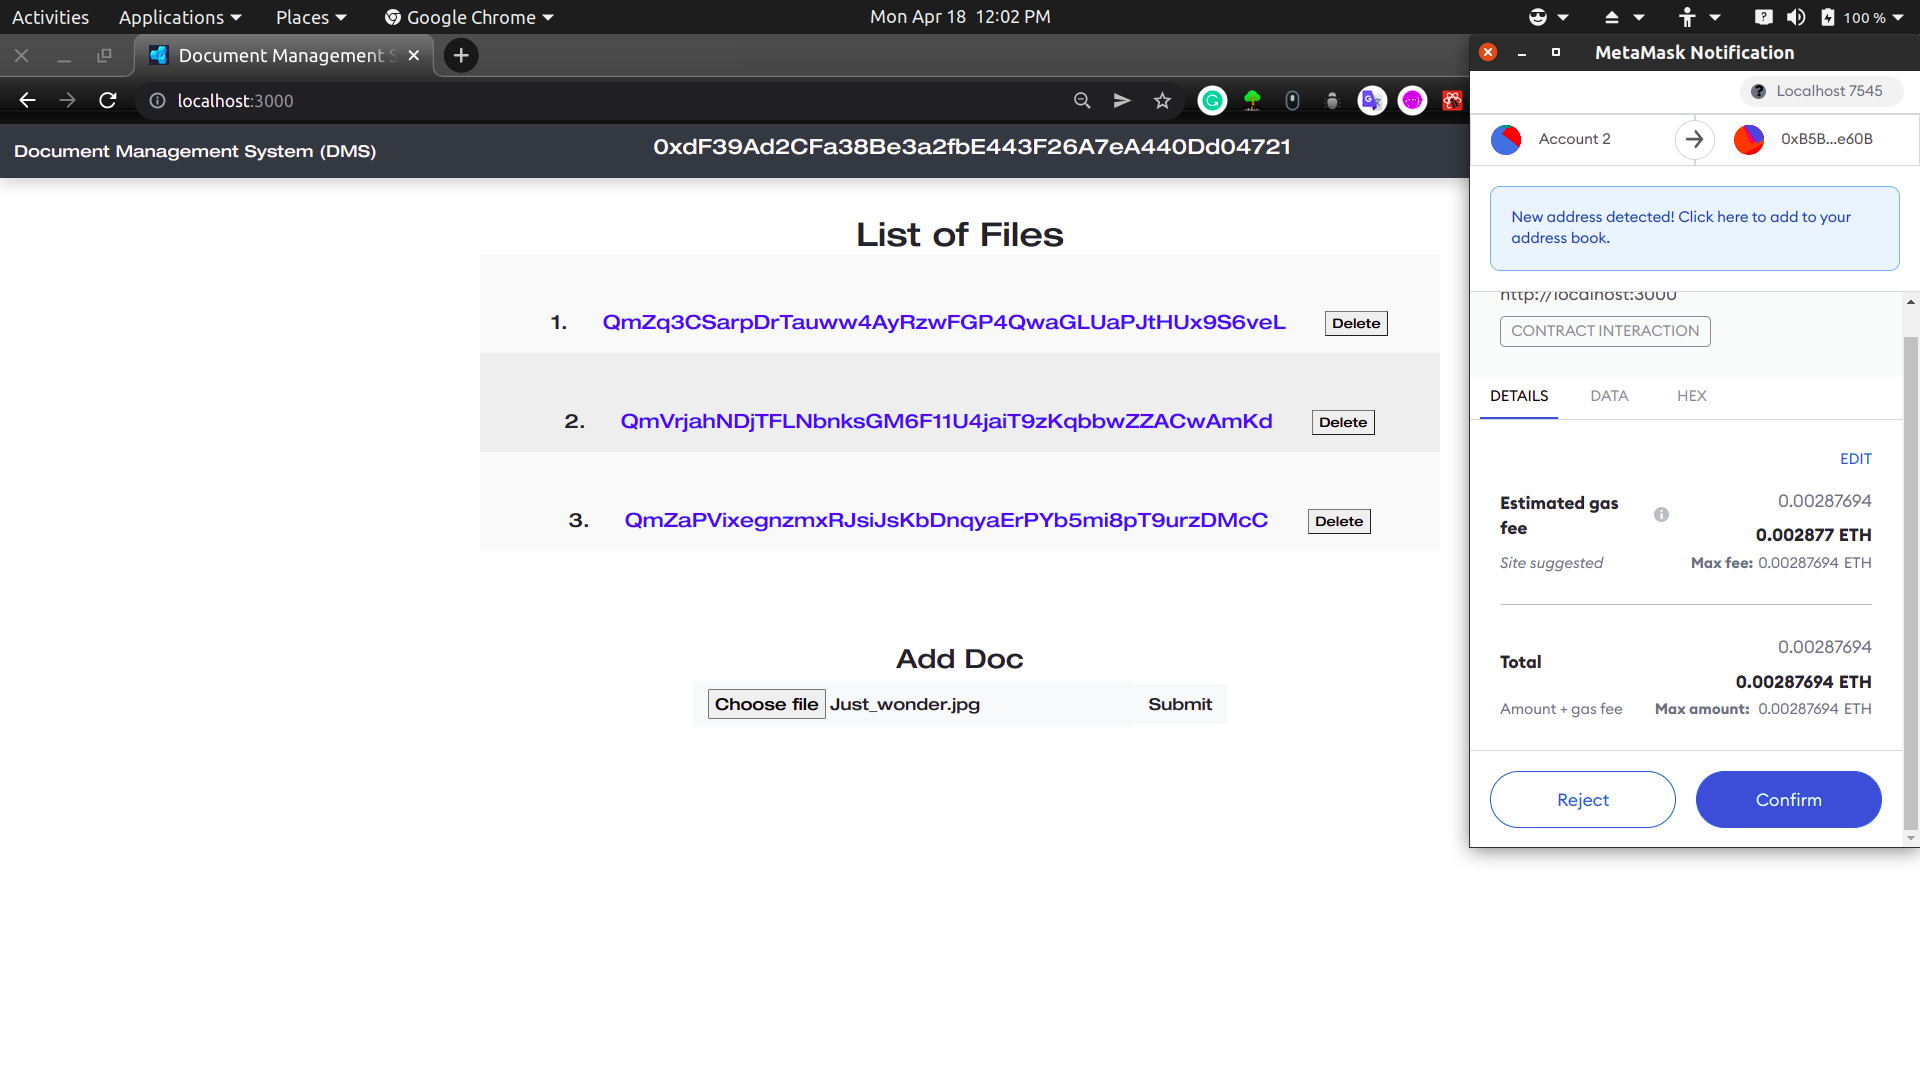 Activities Applications Places Google Chrome Mon Apr 18 12:02 PM 100 %
Document Management S
localhost:3000
Document Management System (DMS) 0xdF39Ad2CFa38Be3a2fbE443F26A7eA440Dd04721
List of Files
1. QmZq3CSarpDrTauww4AyRzwFGP4QwaGLUaPJtHUx9S6veL Delete
2. QmVrjahNDjTFLNbnksGM6F11U4jaiT9zKqbbwZZACwAmKd Delete
3. QmZaPVixegnzmxRJsiJsKbDnqyaErPYb5mi8pT9urzDMcC Delete
Add Doc
Choose file Just_wonder.jpg Submit
MetaMask Notification
Localhost 7545
Account 2 0xB5B...e60B
New address detected! Click here to add to your
address book.
http://localhost:3000
CONTRACT INTERACTION
DETAILS DATA HEX
EDIT
Estimated gas fee 0.00287694
0.002877 ETH
Site suggested Max fee: 0.00287694 ETH
Total 0.00287694
0.00287694 ETH
Amount + gas fee Max amount: 0.00287694 ETH
Reject Confirm